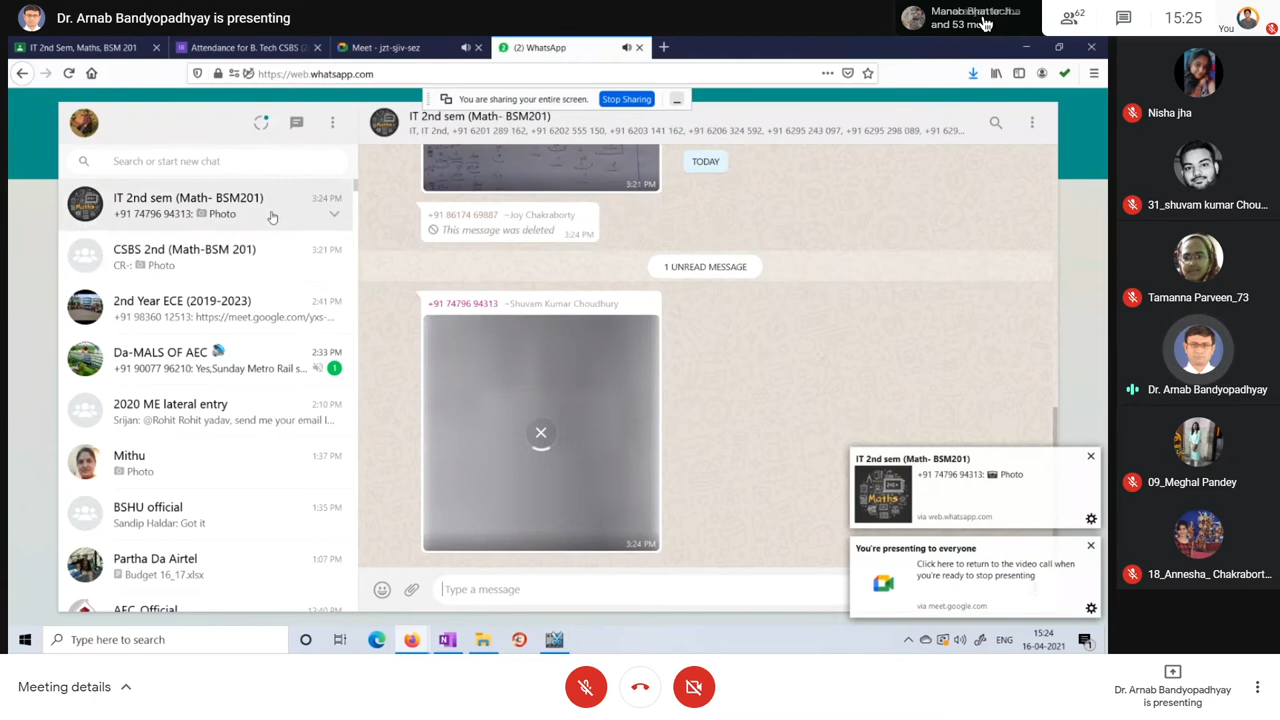 Dr. Arnab Bandyopadhyay is presenting
and 53 more
62
15:25
You
IT 2nd Sem, Maths, BSM 201
Attendance for B. Tech CSBS (2
Meet - jzt-sjiv-sez
(2) WhatsApp
https://web.whatsapp.com
You are sharing your entire screen.
Stop Sharing
Search or start new chat
IT 2nd sem (Math- BSM201)
3:24 PM
+91 74796 94313: Photo
CSBS 2nd (Math-BSM 201)
3:21 PM
CR-: Photo
2nd Year ECE (2019-2023)
2:41 PM
+91 98360 12513: https://meet.google.com/yxs-...
Da-MALS OF AEC
2:33 PM
+91 90077 96210: Yes,Sunday Metro Rail s...
1
2020 ME lateral entry
2:10 PM
Srijan: @Rohit Rohit yadav, send me your email I...
Mithu
1:37 PM
Photo
BSHU official
1:35 PM
Sandip Haldar: Got it
Partha Da Airtel
1:07 PM
Budget 16_17.xlsx
AEC Official
12:40 PM
IT 2nd sem (Math- BSM201)
IT, IT 2nd, +91 6201 289 162, +91 6202 555 150, +91 6203 141 162, +91 6206 324 592, +91 6295 243 097, +91 6295 298 089, +91 629...
3:21 PM
TODAY
+91 86174 69887 ~Joy Chakraborty
This message was deleted
3:24 PM
1 UNREAD MESSAGE
+91 74796 94313 ~Shuvam Kumar Choudhury
3:24 PM
Type a message
IT 2nd sem (Math- BSM201)
+91 74796 94313: Photo
Maths
via web.whatsapp.com
You're presenting to everyone
Click here to return to the video call when
you're ready to stop presenting
via meet.google.com
Type here to search
ENG
15:24
16-04-2021
1
Nisha jha
31_shuvam kumar Chou...
Tamanna Parveen_73
Dr. Arnab Bandyopadhyay
09_Meghal Pandey
18_Annesha_ Chakrabort...
Meeting details
Dr. Arnab Bandyopadhyay
is presenting